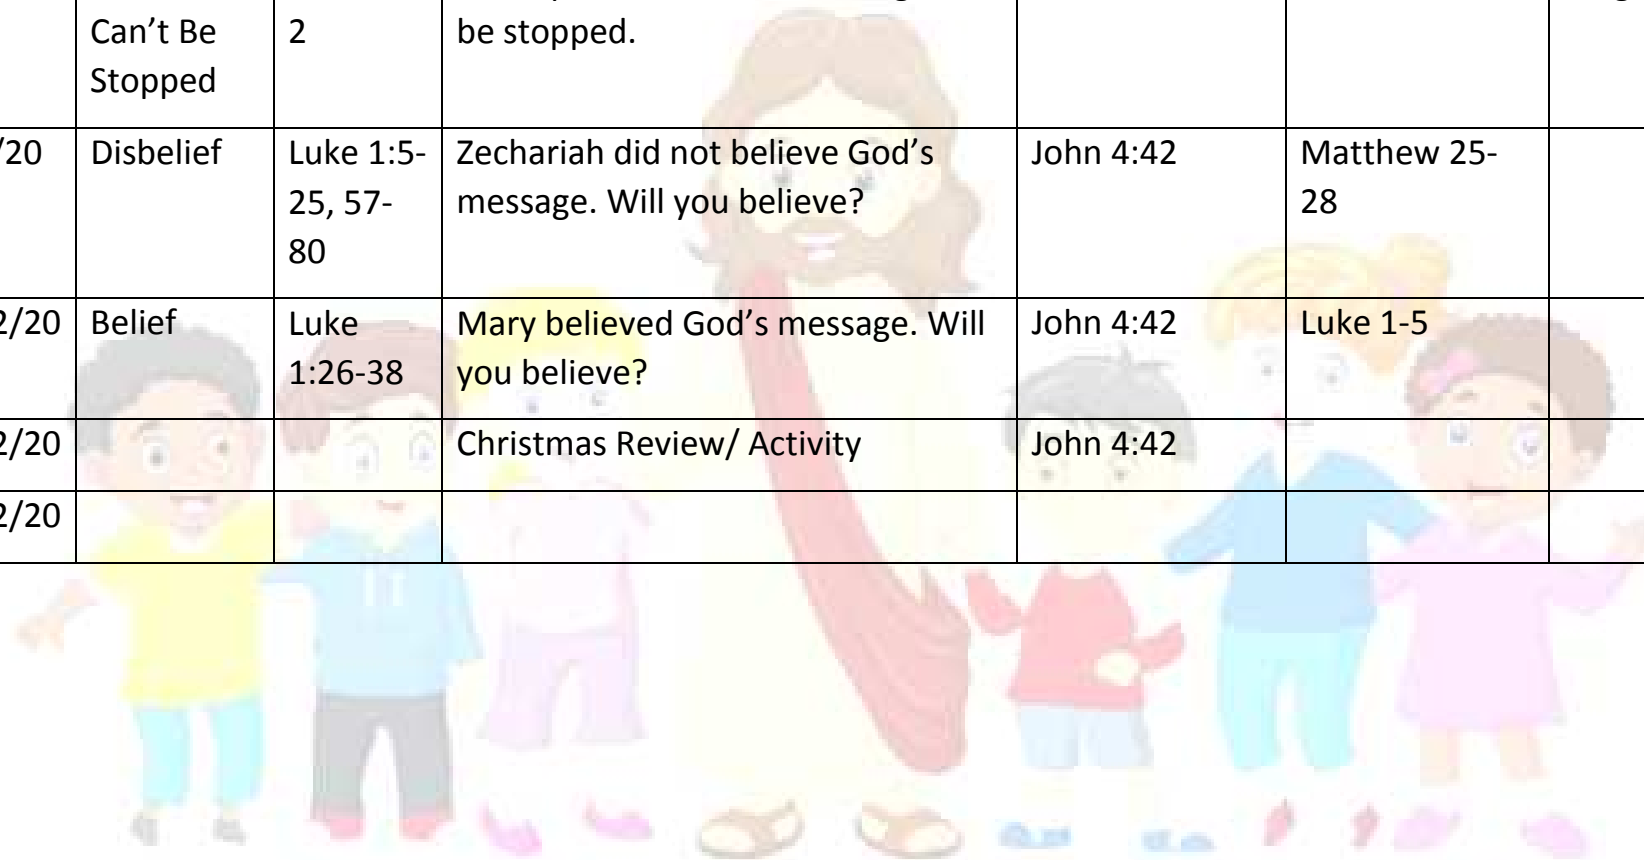 Can’t Be
Stopped
2
be stopped.
/20
Disbelief
Luke 1:5-
25, 57-
80
Zechariah did not believe God’s
message. Will you believe?
John 4:42
Matthew 25-
28
2/20
Belief
Luke
1:26-38
Mary believed God’s message. Will
you believe?
John 4:42
Luke 1-5
2/20
Christmas Review/ Activity
John 4:42
2/20